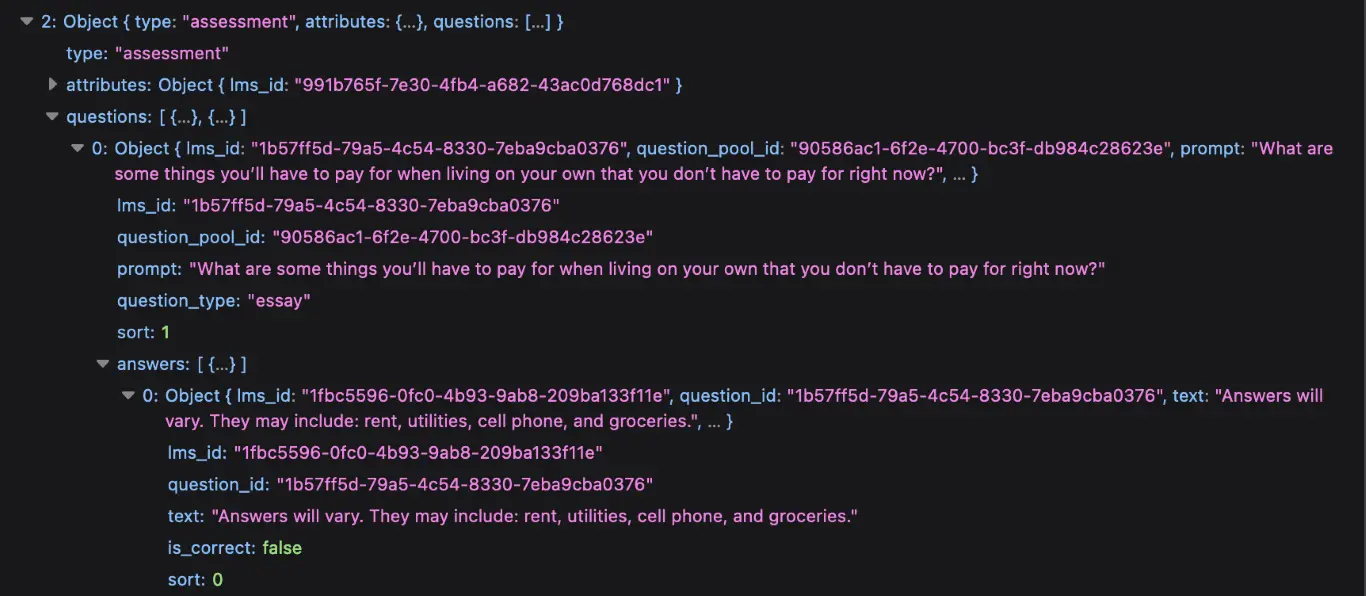 2: Object { type: "assessment", attributes: {…}, questions: […] }
type: "assessment"
attributes: Object { lms_id: "991b765f-7e30-4fb4-a682-43ac0d768dc1" }
questions: [ {…}, {…} ]
0: Object { lms_id: "1b57ff5d-79a5-4c54-8330-7eba9cba0376", question_pool_id: "90586ac1-6f2e-4700-bc3f-db984c28623e", prompt: "What are
some things you’ll have to pay for when living on your own that you don’t have to pay for right now?", … }
lms_id: "1b57ff5d-79a5-4c54-8330-7eba9cba0376"
question_pool_id: "90586ac1-6f2e-4700-bc3f-db984c28623e"
prompt: "What are some things you’ll have to pay for when living on your own that you don’t have to pay for right now?"
question_type: "essay"
sort: 1
answers: [ {…} ]
0: Object { lms_id: "1fbc5596-0fc0-4b93-9ab8-209ba133f11e", question_id: "1b57ff5d-79a5-4c54-8330-7eba9cba0376", text: "Answers will
vary. They may include: rent, utilities, cell phone, and groceries.", … }
lms_id: "1fbc5596-0fc0-4b93-9ab8-209ba133f11e"
question_id: "1b57ff5d-79a5-4c54-8330-7eba9cba0376"
text: "Answers will vary. They may include: rent, utilities, cell phone, and groceries."
is_correct: false
sort: 0